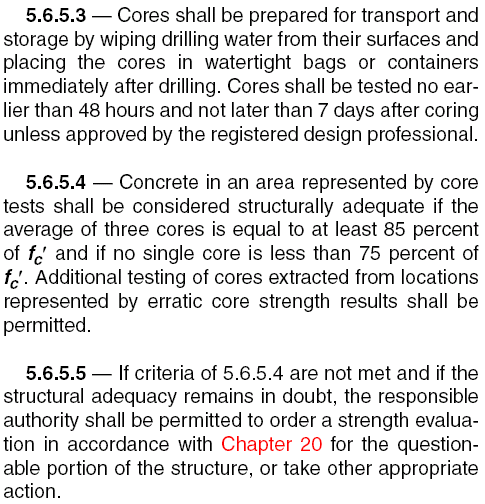 5.6.5.3 — Cores shall be prepared for transport and
storage by wiping drilling water from their surfaces and
placing the cores in watertight bags or containers
immediately after drilling. Cores shall be tested no ear-
lier than 48 hours and not later than 7 days after coring
unless approved by the registered design professional.
5.6.5.4 — Concrete in an area represented by core
tests shall be considered structurally adequate if the
average of three cores is equal to at least 85 percent
of fc′ and if no single core is less than 75 percent of
fc′. Additional testing of cores extracted from locations
represented by erratic core strength results shall be
permitted.
5.6.5.5 — If criteria of 5.6.5.4 are not met and if the
structural adequacy remains in doubt, the responsible
authority shall be permitted to order a strength evalua-
tion in accordance with Chapter 20 for the question-
able portion of the structure, or take other appropriate
action.